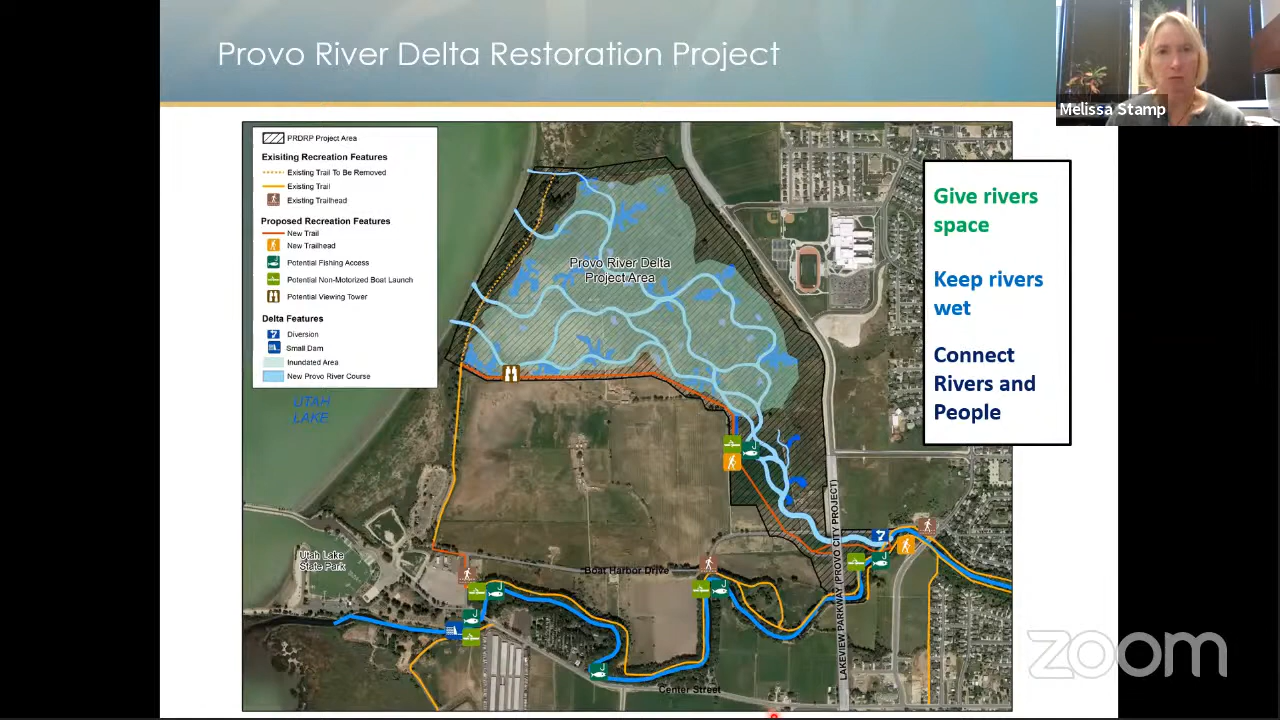 Provo River Delta Restoration Project
Melissa Stamp
PRDRP Project Area
Exisiting Recreation Features
Existing Trail To Be Removed
Existing Trail
Existing Trailhead
Proposed Recreation Features
New Trail
New Trailhead
Potential Fishing Access
Potential Non-Motorized Boat Launch
Potential Viewing Tower
Delta Features
Diversion
Small Dam
Inundated Area
New Provo River Course
UTAH
LAKE
Provo River Delta
Project Area
Give rivers
space
Keep rivers
wet
Connect
Rivers and
People
LAKEVIEW PARKWAY (PROVO CITY PROJECT)
Utah Lake
State Park
Boat Harbor Drive
Center Street
zoom